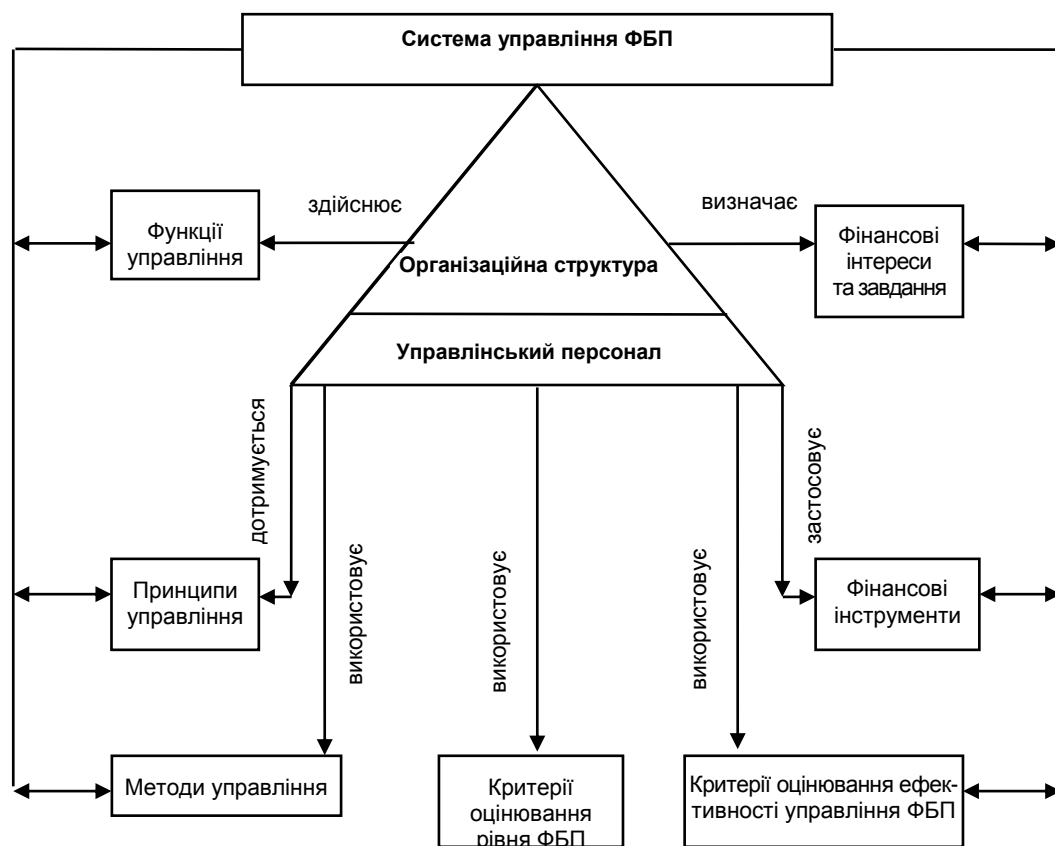 Система управління ФБП
здійснює
визначає
Функції
управління
Фінансові
інтереси
та завдання
Організаційна структура
Управлінський персонал
дотримується
використовує
використовує
використовує
застосовує
Принципи
управління
Фінансові
інструменти
Методи управління
Критерії
оцінювання
рівня ФБП
Критерії оцінювання ефек-
тивності управління ФБП